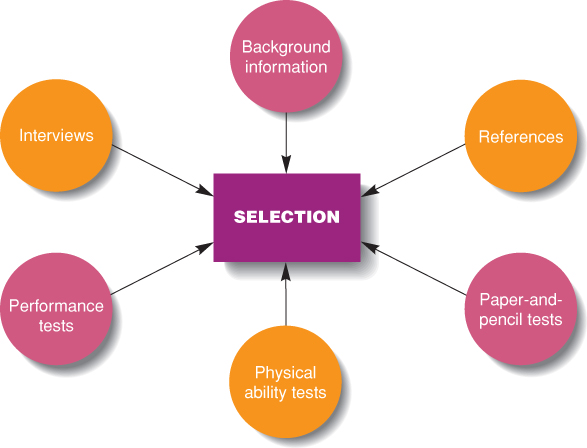 Background
information
Interviews
References
SELECTION
Performance
tests
Paper-and-
pencil tests
Physical
ability tests